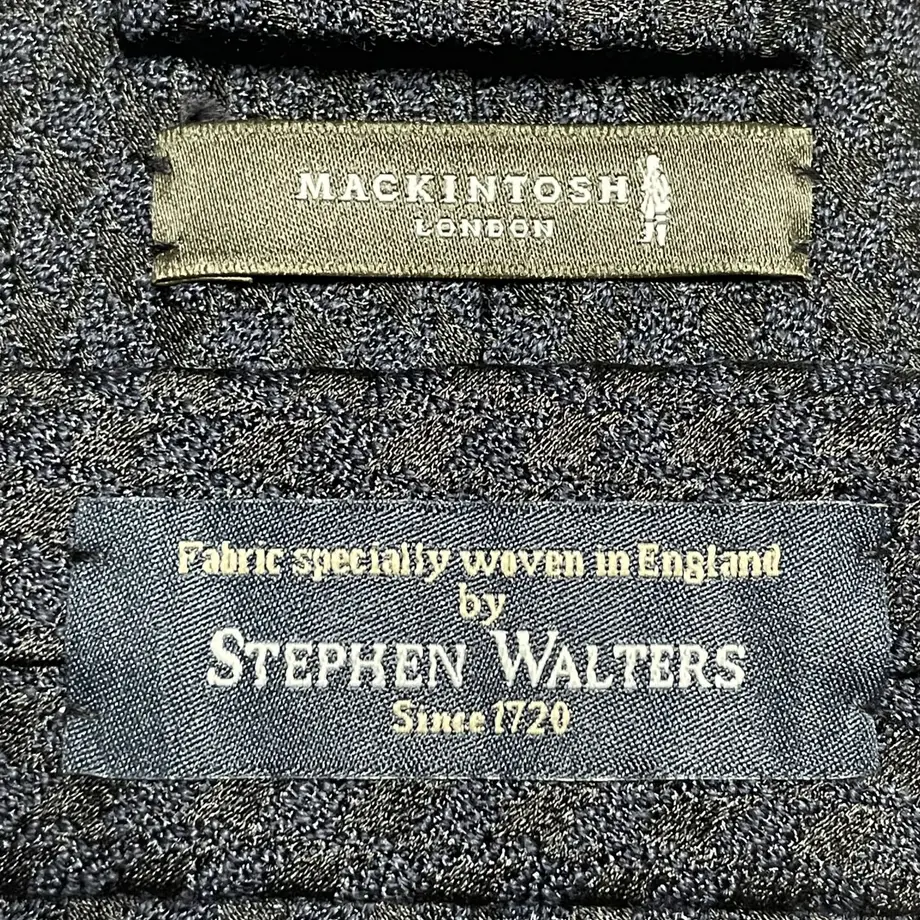 MACKINTOSH
LONDON
Fabric specially woven in England
by
STEPHEN WALTERS
Since 1720